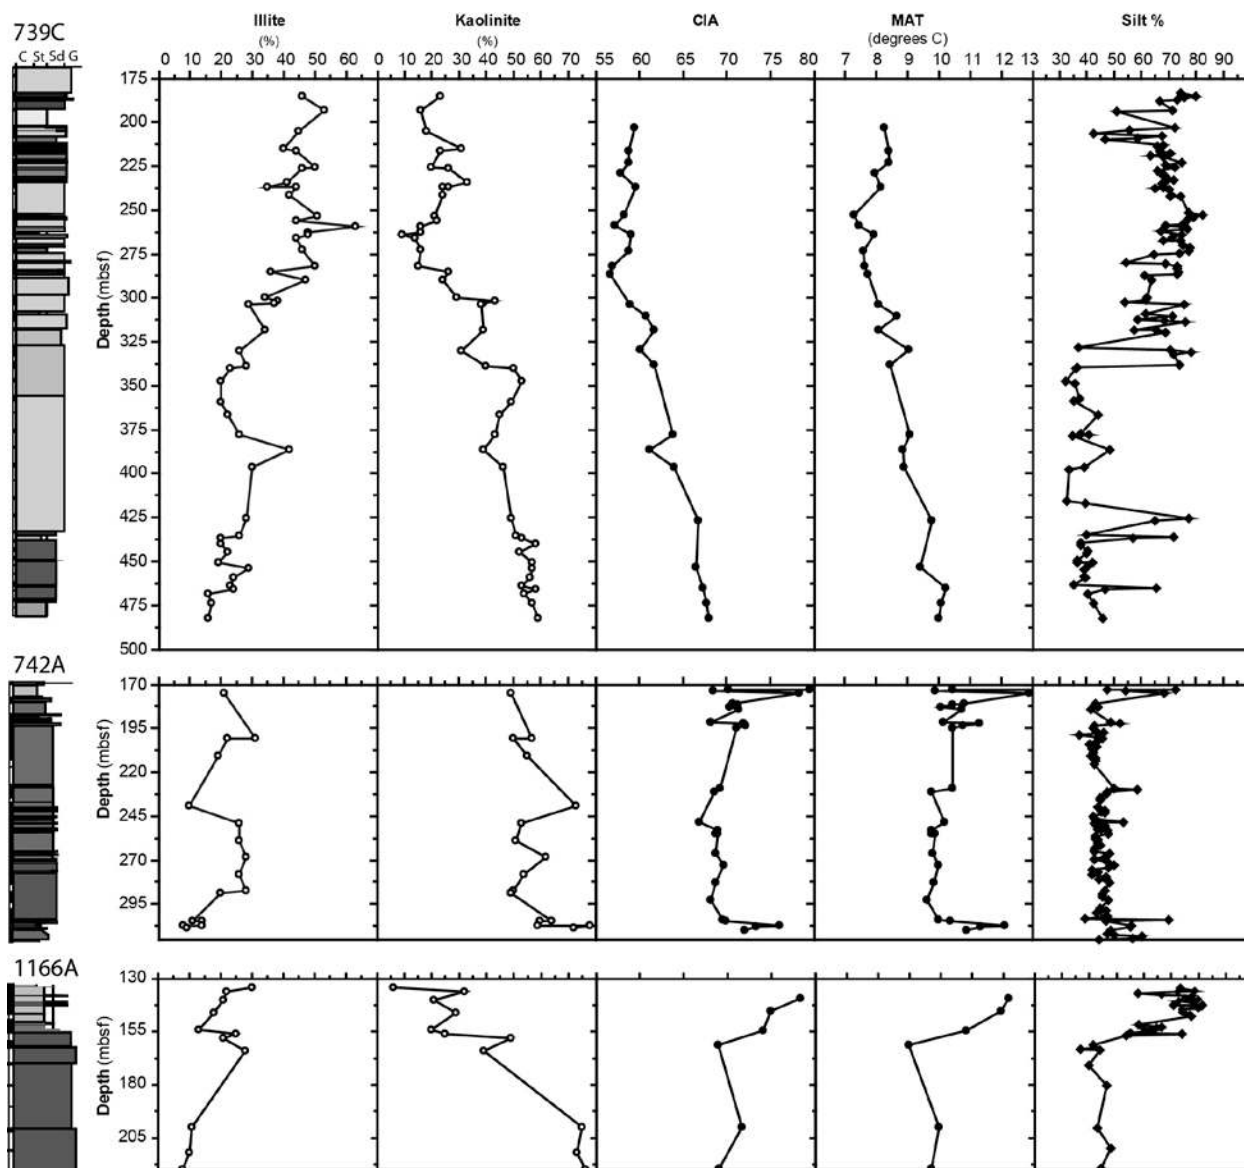 Illite Kaolinite CIA MAT Silt %
739C (%) (%) (degrees C)
C St Sd G
0 10 20 30 40 50 60 0 10 20 30 40 50 60 70 55 60 65 70 75 80 7 8 9 10 11 12 13 30 40 50 60 70 80 90
175
200
225
250
275
300
325
350
375
400
425
450
475
500
Depth (mbsf)
742A
170
195
220
245
270
295
Depth (mbsf)
1166A
130
155
180
205
Depth (mbsf)